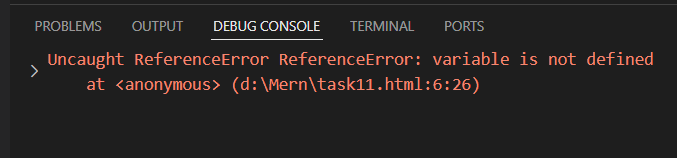 PROBLEMS OUTPUT DEBUG CONSOLE TERMINAL PORTS
Uncaught ReferenceError ReferenceError: variable is not defined
at <anonymous> (d:\Mern\task11.html:6:26)